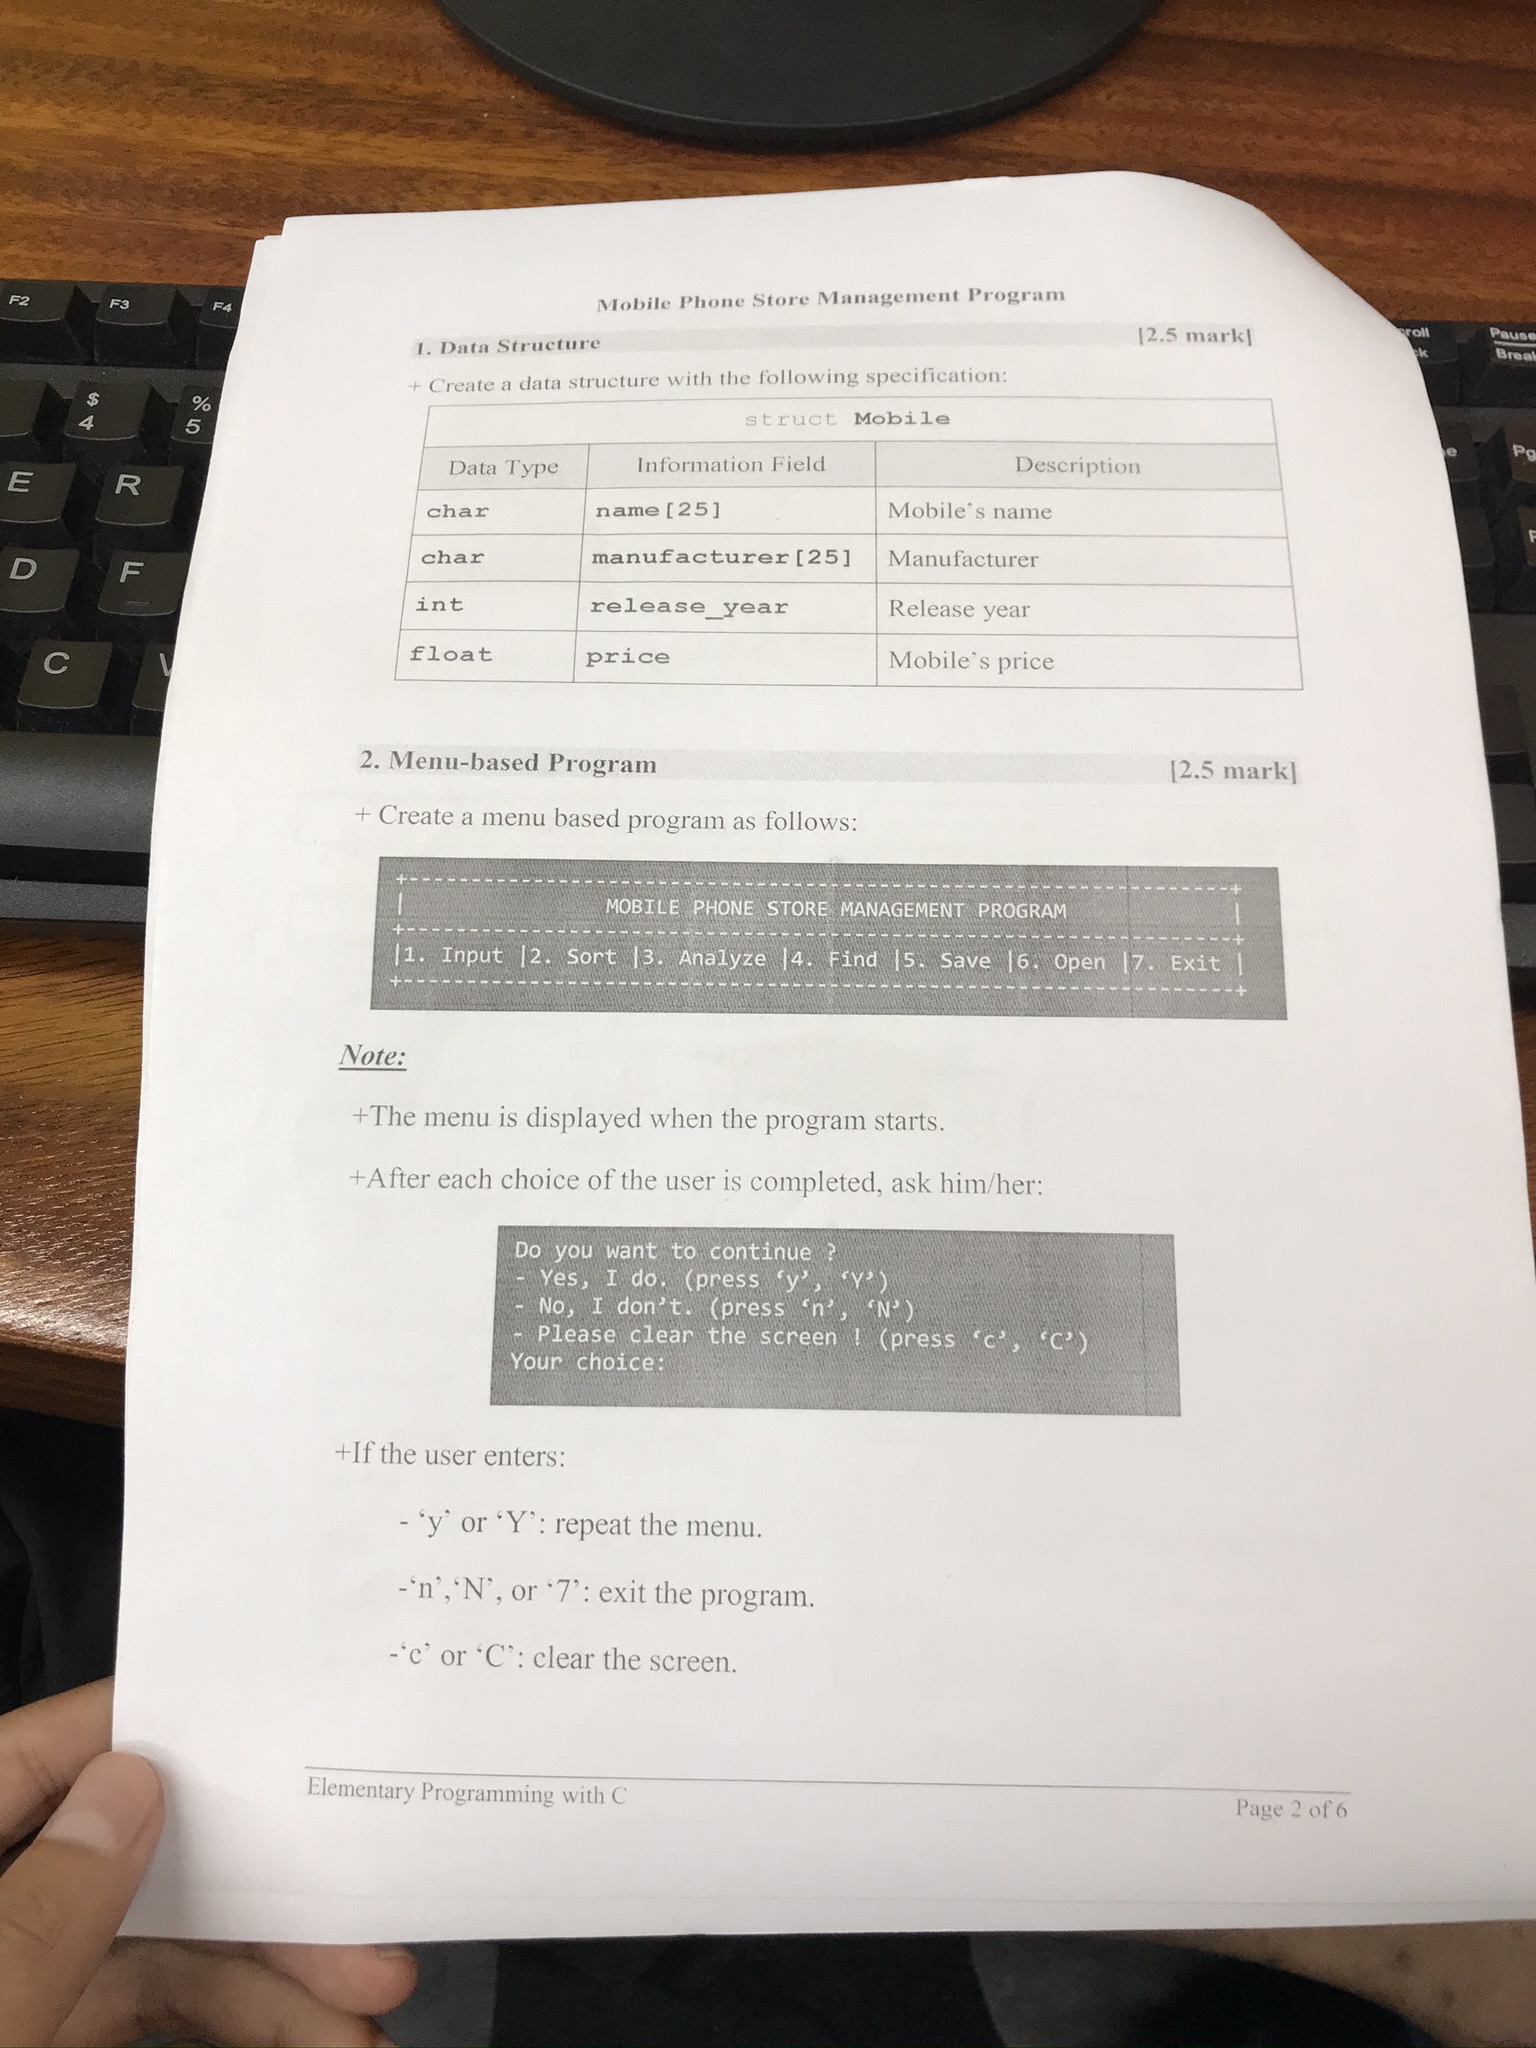 F2
F3
F4
$
4
%
5
E
R
D
F
C
Pause
Mobile Phone Store Management Program
1. Data Structure [2.5 mark]
+ Create a data structure with the following specification:
struct Mobile
Data Type Information Field Description
char name[25] Mobile's name
char manufacturer[25] Manufacturer
int release_year Release year
float price Mobile's price
2. Menu-based Program [2.5 mark]
+ Create a menu based program as follows:
+---------------------------------------------------------------------+
| MOBILE PHONE STORE MANAGEMENT PROGRAM |
+---------------------------------------------------------------------+
|1. Input |2. Sort |3. Analyze |4. Find |5. Save |6. Open |7. Exit |
+---------------------------------------------------------------------+
Note:
+The menu is displayed when the program starts.
+After each choice of the user is completed, ask him/her:
Do you want to continue ?
- Yes, I do. (press ‘y’, ‘Y’)
- No, I don’t. (press ‘n’, ‘N’)
- Please clear the screen ! (press ‘c’, ‘C’)
Your choice:
+If the user enters:
- ‘y’ or ‘Y’: repeat the menu.
-‘n’,‘N’, or ‘7’: exit the program.
-‘c’ or ‘C’: clear the screen.
Elementary Programming with C
Page 2 of 6